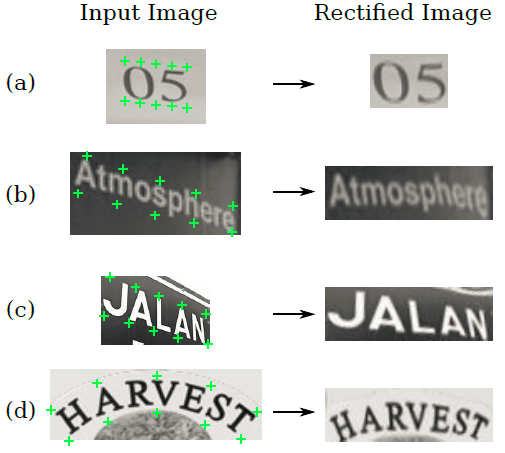 Input Image Rectified Image
(a) 05 05
(b) Atmosphere Atmosphere
(c) JALAN JALAN
(d) HARVEST HARVEST